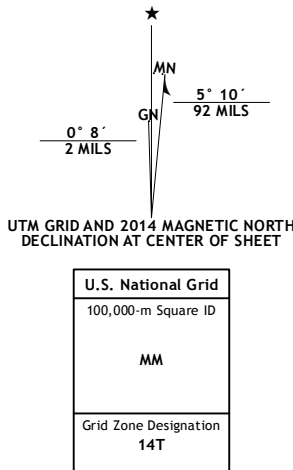 ★
MN
GN
5° 10´
92 MILS
0° 8´
2 MILS
UTM GRID AND 2014 MAGNETIC NORTH
DECLINATION AT CENTER OF SHEET
U.S. National Grid
100,000-m Square ID
MM
Grid Zone Designation
14T